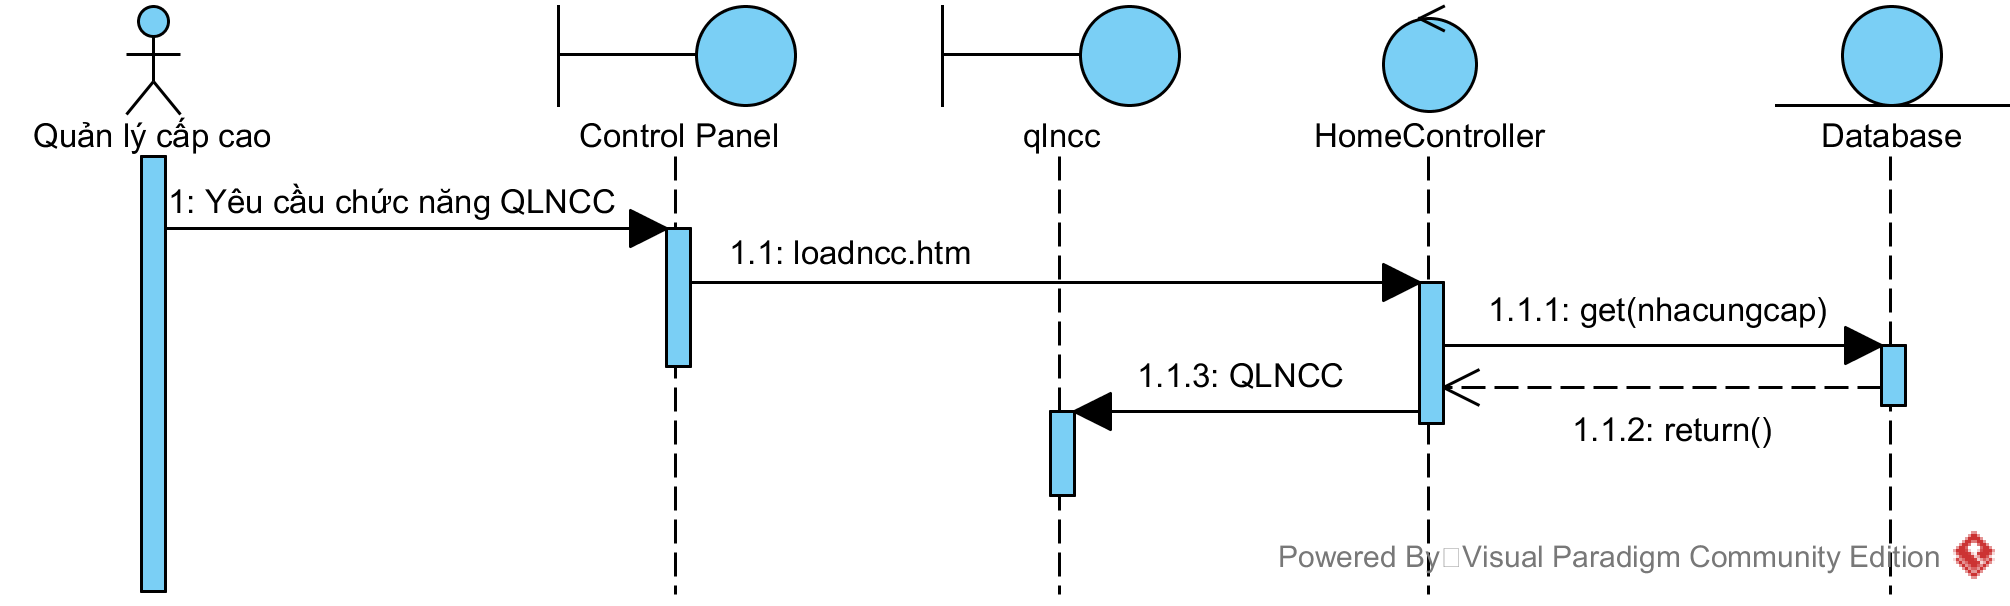 Quản lý cấp cao
Control Panel
qlncc
HomeController
Database
1: Yêu cầu chức năng QLNCC
1.1: loadncc.htm
1.1.1: get(nhacungcap)
1.1.3: QLNCC
1.1.2: return()
Powered By Visual Paradigm Community Edition